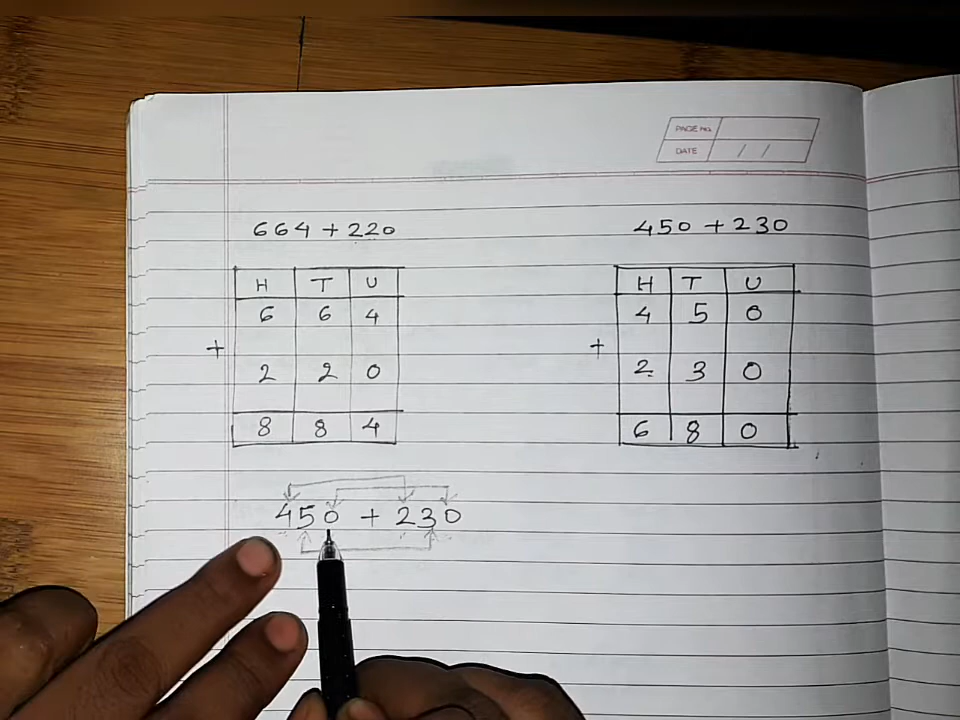 PAGE NO.
DATE / /
664 + 220
H T U
6 6 4
+
2 2 0
8 8 4
450 + 230
H T U
4 5 0
+
2 3 0
6 8 0
450 + 230